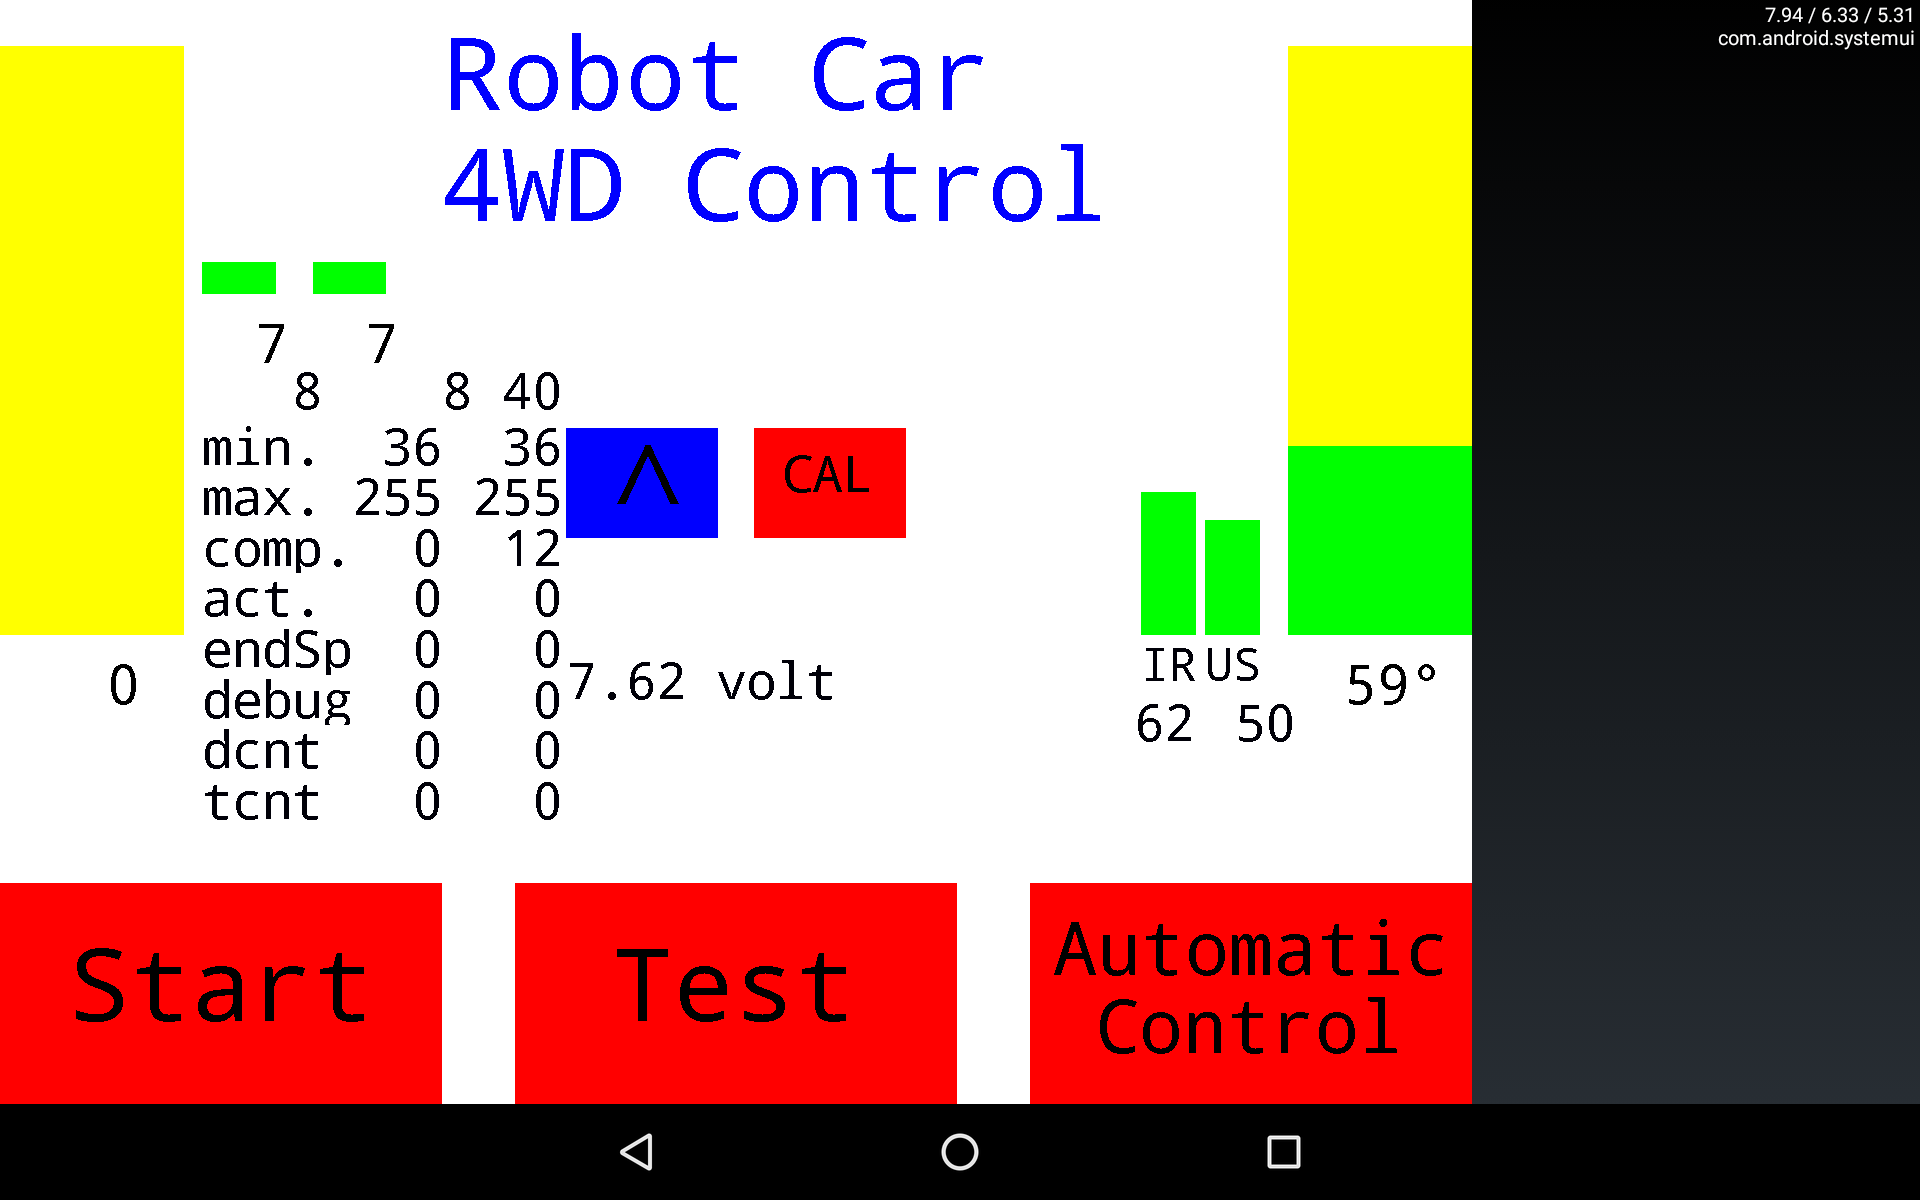 7.94 / 6.33 / 5.31
com.android.systemui
Robot Car
4WD Control
7 7
8 8 40
min. 36 36
max. 255 255
comp. 0 12
act. 0 0
endSp 0 0
debug 0 0
dcnt 0 0
tcnt 0 0
^
CAL
7.62 volt
0
IR US
62 50
59°
Start
Test
Automatic
Control